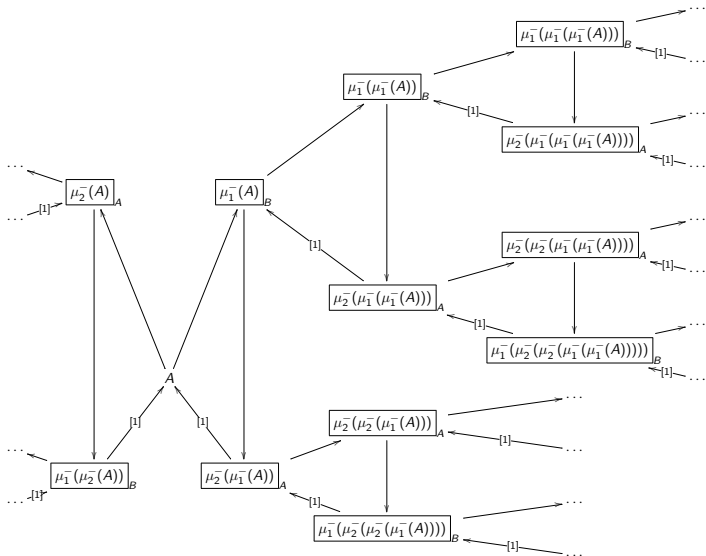 ...
μ₁⁻(μ₁⁻(μ₁⁻(A)))_B
[1] ...
μ₁⁻(μ₁⁻(A))_B
[1]
...
μ₂⁻(μ₁⁻(μ₁⁻(μ₁⁻(A))))_A
... [1] ...
μ₂⁻(A)_A μ₁⁻(A)_B
... [1] ...
[1] μ₂⁻(μ₂⁻(μ₁⁻(μ₁⁻(A))))_A
[1] ...
μ₂⁻(μ₁⁻(μ₁⁻(A)))_A
[1] ...
μ₁⁻(μ₂⁻(μ₂⁻(μ₁⁻(μ₁⁻(A)))))_B
A [1] ...
...
[1] [1] μ₂⁻(μ₂⁻(μ₁⁻(A)))_A
[1]
... ...
μ₁⁻(μ₂⁻(A))_B μ₂⁻(μ₁⁻(A))_A
... [1] [1] ...
μ₁⁻(μ₂⁻(μ₂⁻(μ₁⁻(A))))_B
[1] ...